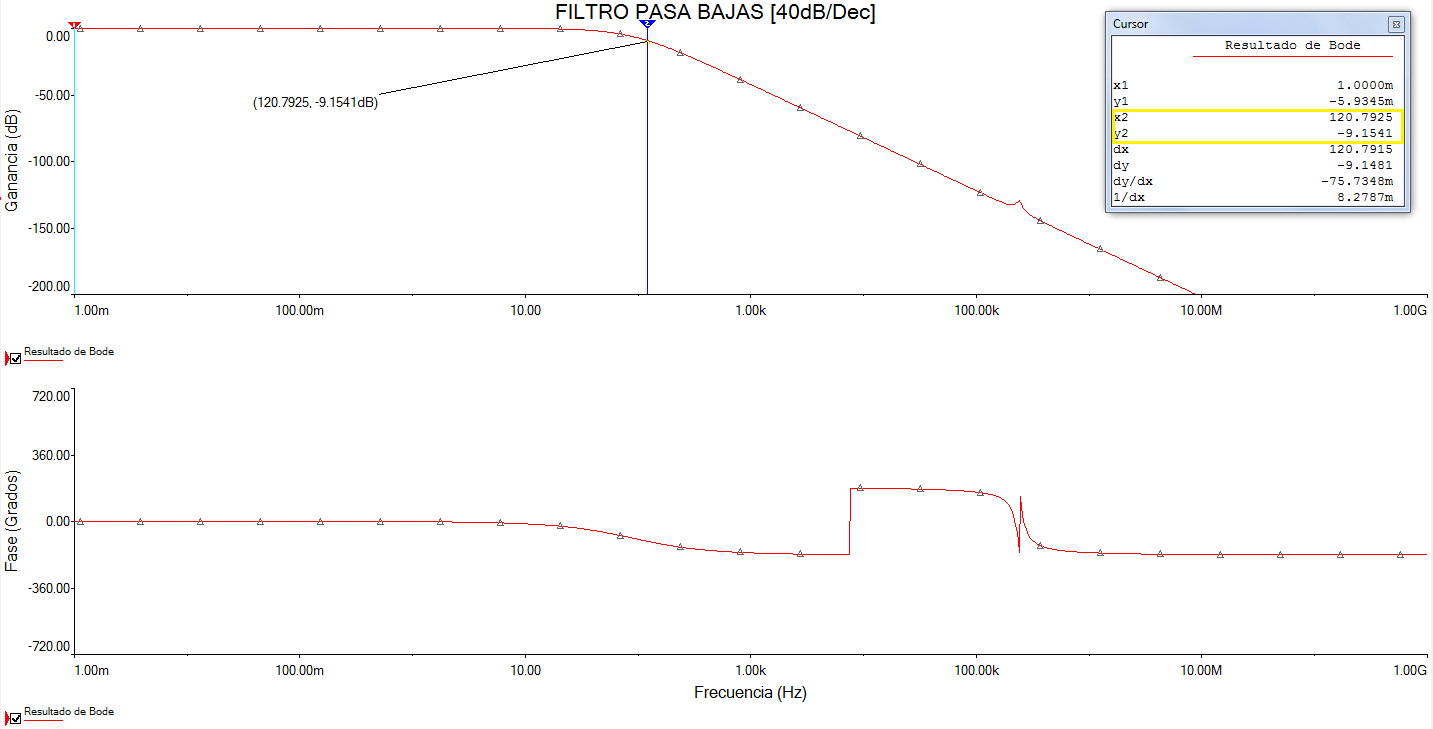 FILTRO PASA BAJAS [40dB/Dec]
1
2
0.00
-50.00
-100.00
-150.00
-200.00
Ganancia (dB)
(120.7925, -9.1541dB)
1.00m
100.00m
10.00
1.00k
100.00k
10.00M
1.00G
Cursor
Resultado de Bode
x1 1.0000m
y1 -5.9345m
x2 120.7925
y2 -9.1541
dx 120.7915
dy -9.1481
dy/dx -75.7348m
1/dx 8.2787m
Resultado de Bode
720.00
360.00
0.00
-360.00
-720.00
Fase (Grados)
1.00m
100.00m
10.00
1.00k
100.00k
10.00M
1.00G
Frecuencia (Hz)
Resultado de Bode